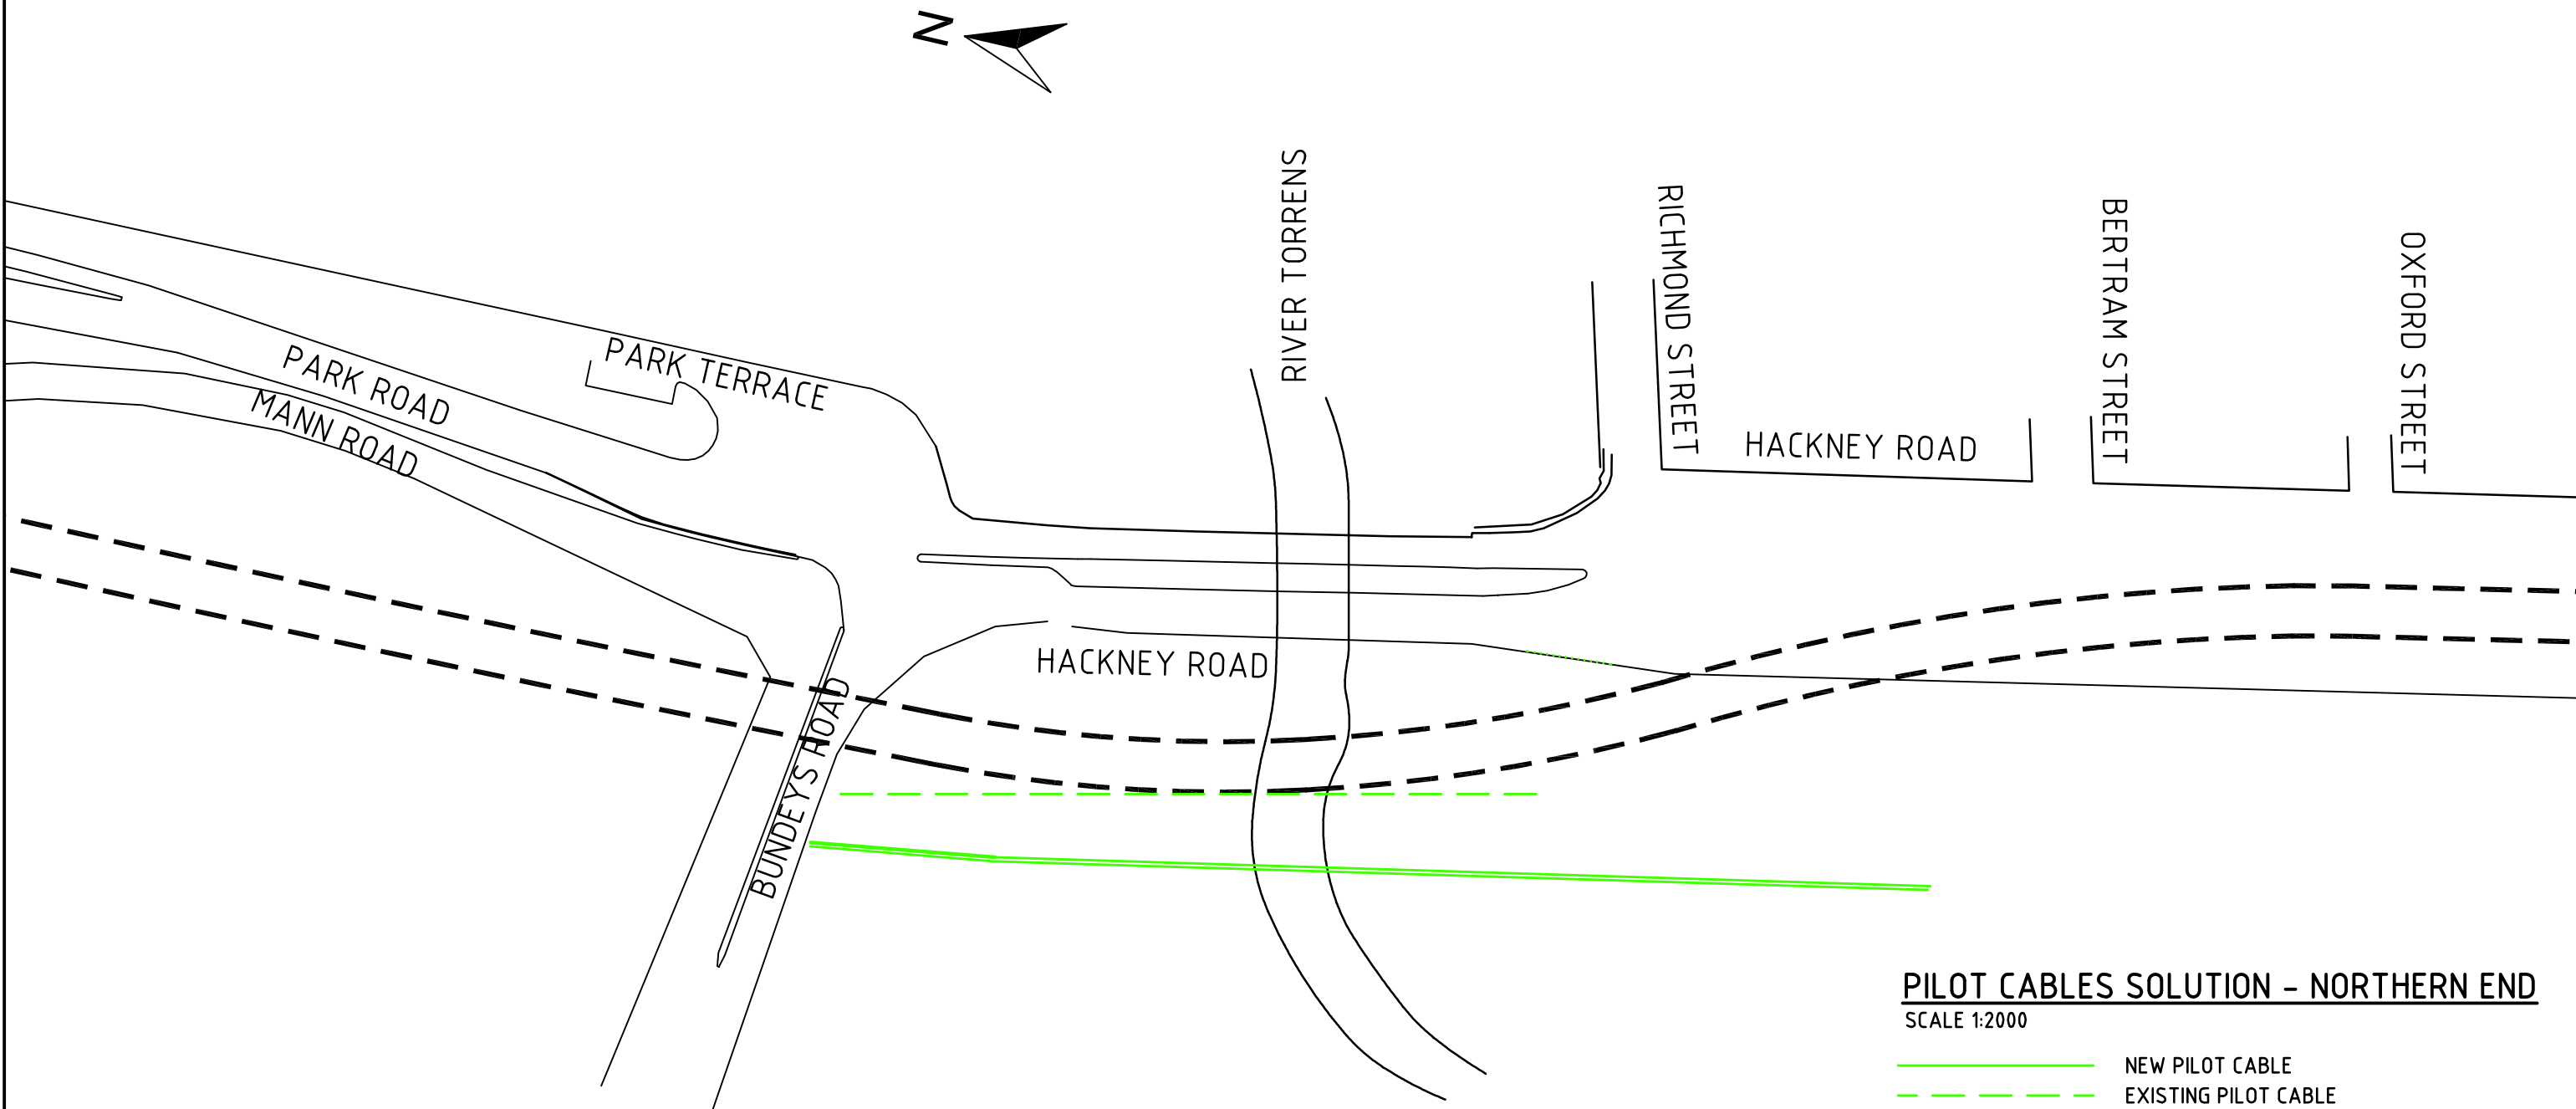 N
RIVER TORRENS
RICHMOND STREET
BERTRAM STREET
OXFORD STREET
PARK TERRACE
PARK ROAD
MANN ROAD
HACKNEY ROAD
HACKNEY ROAD
BUNDEYS ROAD
PILOT CABLES SOLUTION - NORTHERN END
SCALE 1:2000
NEW PILOT CABLE
EXISTING PILOT CABLE